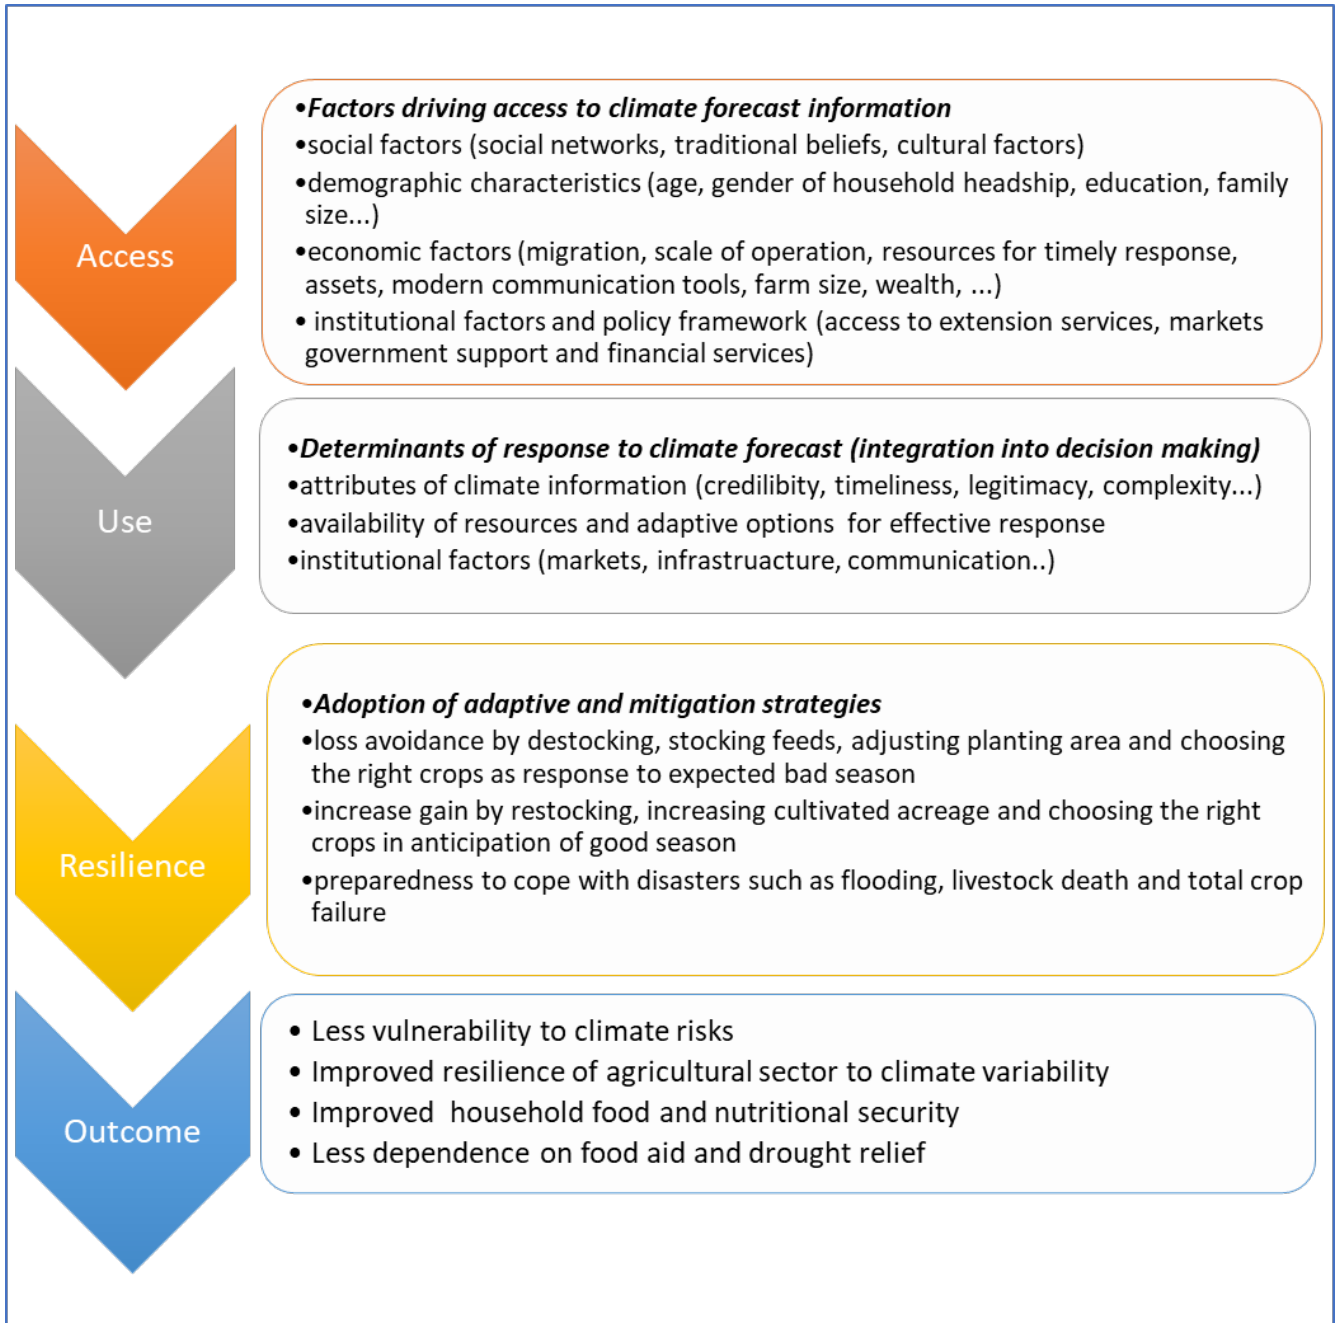 Access
•Factors driving access to climate forecast information
•social factors (social networks, traditional beliefs, cultural factors)
•demographic characteristics (age, gender of household headship, education, family
size...)
•economic factors (migration, scale of operation, resources for timely response,
assets, modern communication tools, farm size, wealth, ...)
• institutional factors and policy framework (access to extension services, markets
government support and financial services)
Use
•Determinants of response to climate forecast (integration into decision making)
•attributes of climate information (credilibity, timeliness, legitimacy, complexity...)
•availability of resources and adaptive options for effective response
•institutional factors (markets, infrastruacture, communication..)
Resilience
•Adoption of adaptive and mitigation strategies
•loss avoidance by destocking, stocking feeds, adjusting planting area and choosing
the right crops as response to expected bad season
•increase gain by restocking, increasing cultivated acreage and choosing the right
crops in anticipation of good season
•preparedness to cope with disasters such as flooding, livestock death and total crop
failure
Outcome
• Less vulnerability to climate risks
• Improved resilience of agricultural sector to climate variability
• Improved household food and nutritional security
• Less dependence on food aid and drought relief